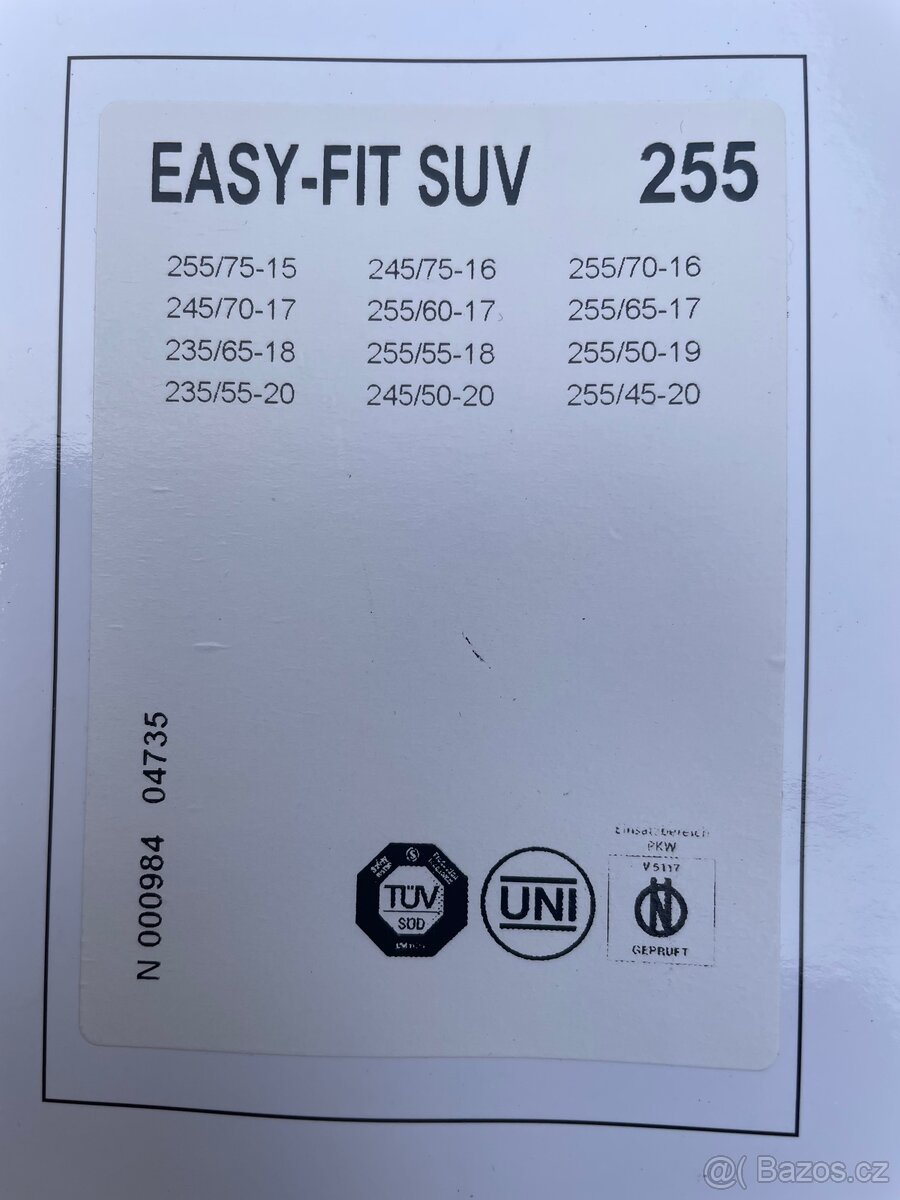 EASY-FIT SUV 255
255/75-15 245/75-16 255/70-16
245/70-17 255/60-17 255/65-17
235/65-18 255/55-18 255/50-19
235/55-20 245/50-20 255/45-20
N 000984 04735
TÜV
SÜD
UNI
Einsatzbereich
PKW
V 5117
N
GEPRÜFT
@( Bazos.cz